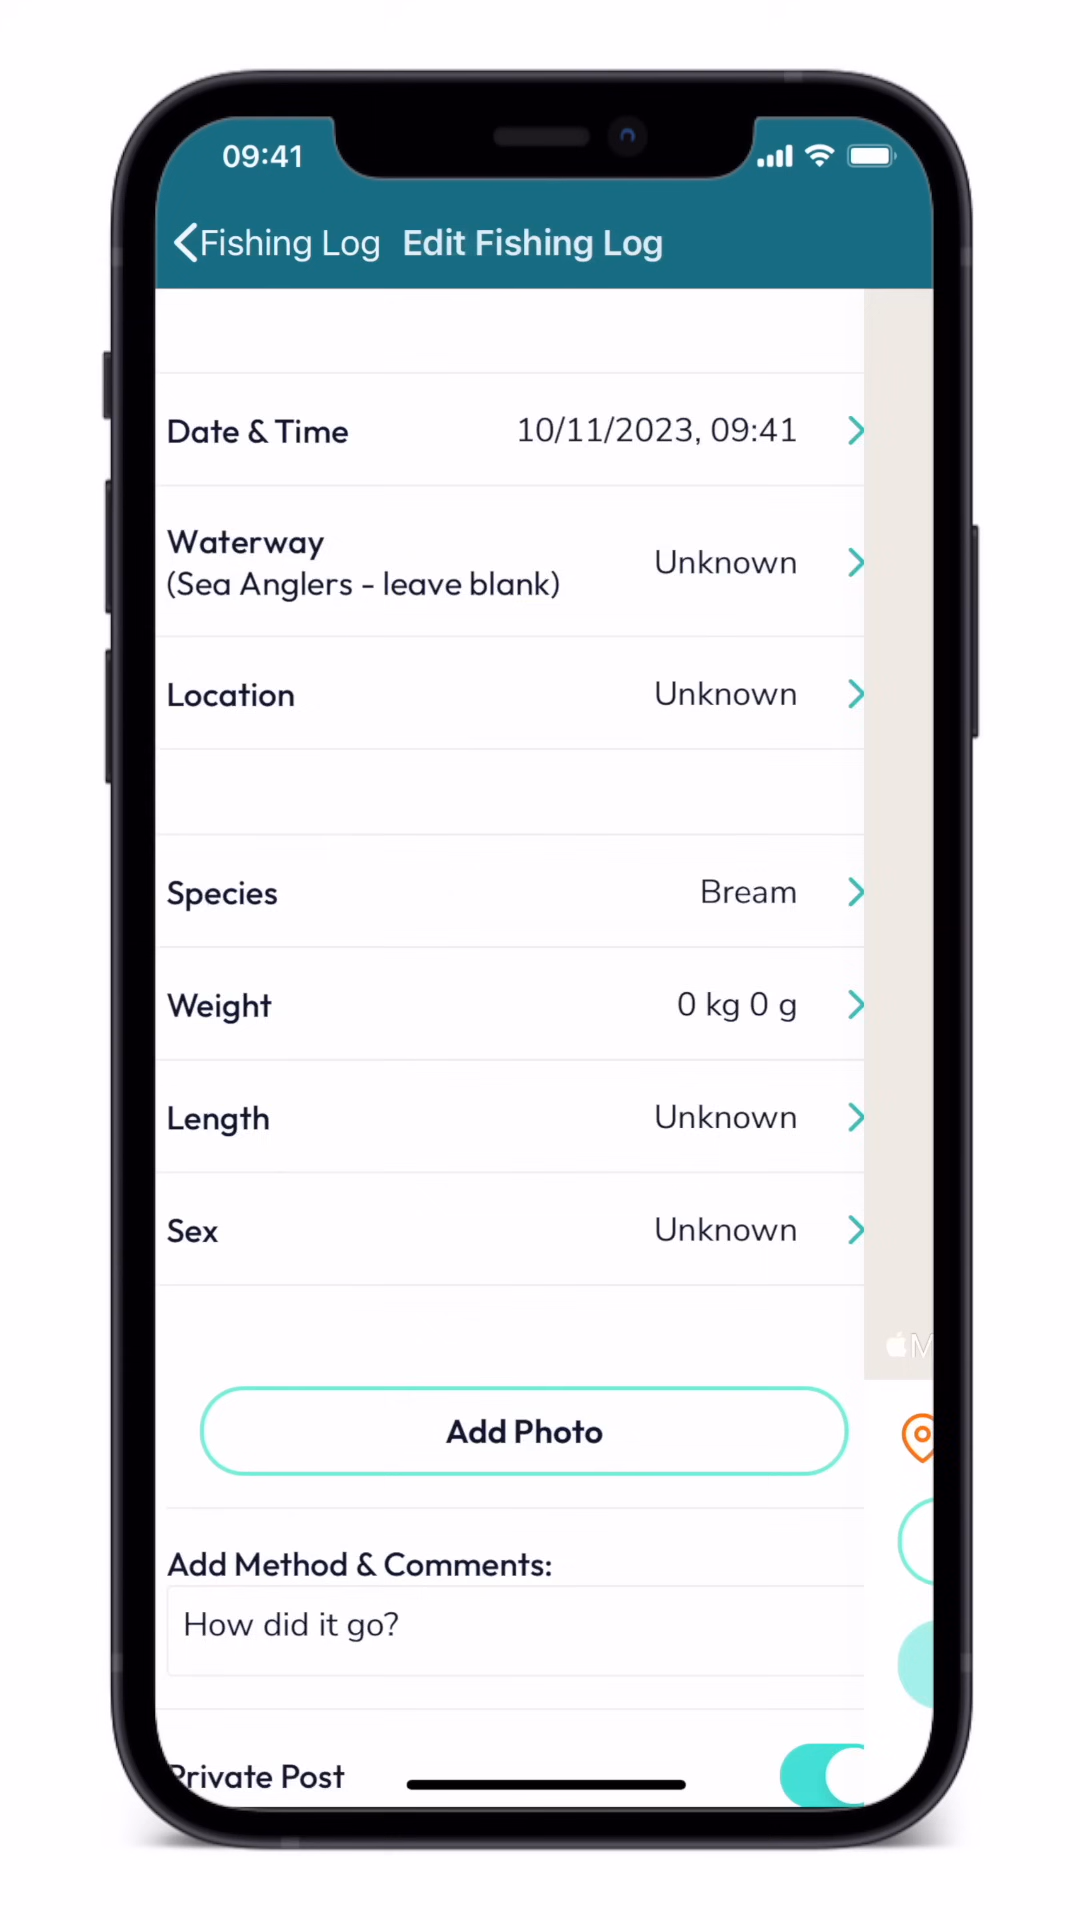 09:41
Fishing Log Edit Fishing Log
Date & Time 10/11/2023, 09:41
Waterway
(Sea Anglers - leave blank) Unknown
Location Unknown
Species Bream
Weight 0 kg 0 g
Length Unknown
Sex Unknown
M
Add Photo
Add Method & Comments:
How did it go?
Private Post